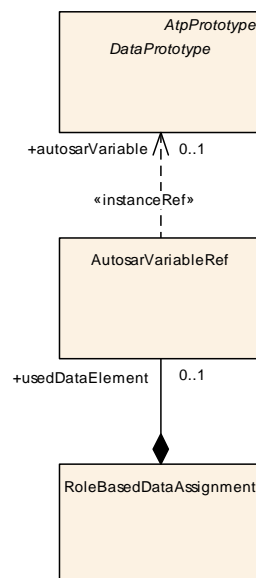 AtpPrototype
DataPrototype
+autosarVariable 0..1
«instanceRef»
AutosarVariableRef
+usedDataElement 0..1
RoleBasedDataAssignment